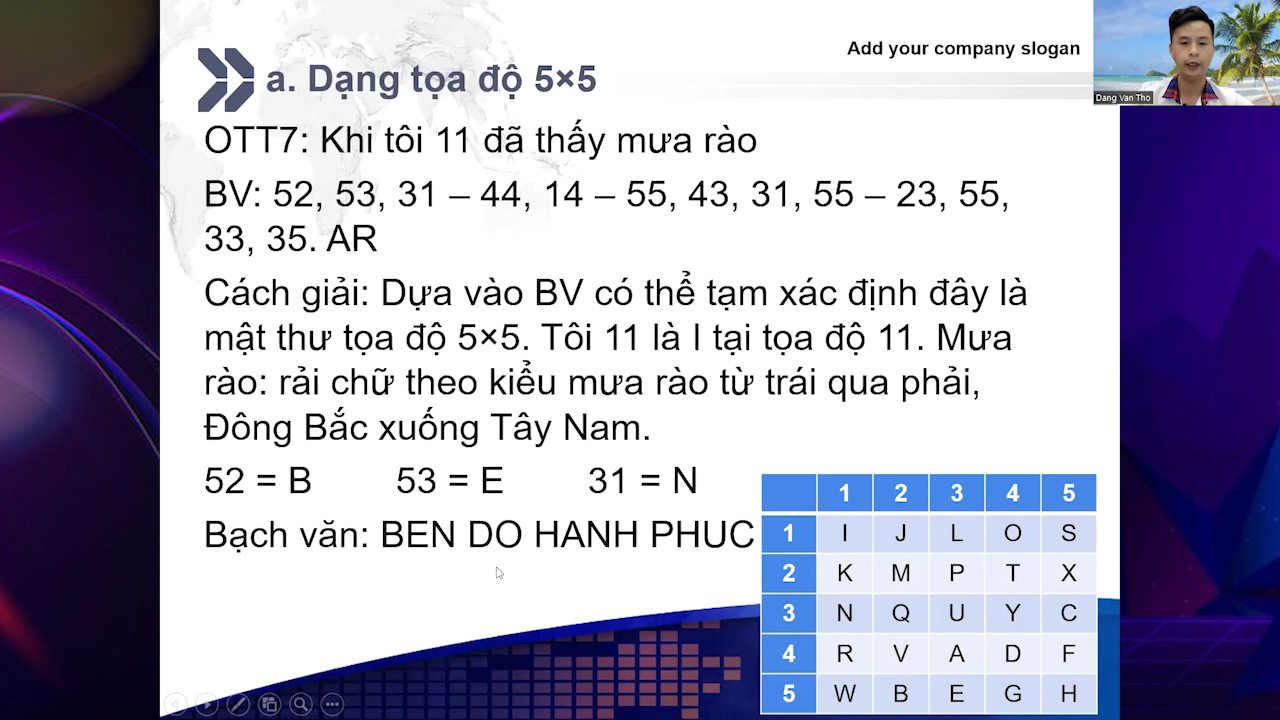 Add your company slogan
Dang Van Tho
a. Dạng tọa độ 5×5
OTT7: Khi tôi 11 đã thấy mưa rào
BV: 52, 53, 31 – 44, 14 – 55, 43, 31, 55 – 23, 55,
33, 35. AR
Cách giải: Dựa vào BV có thể tạm xác định đây là
mật thư tọa độ 5×5. Tôi 11 là I tại tọa độ 11. Mưa
rào: rải chữ theo kiểu mưa rào từ trái qua phải,
Đông Bắc xuống Tây Nam.
52 = B 53 = E 31 = N
Bạch văn: BEN DO HANH PHUC
1 2 3 4 5
1 I J L O S
2 K M P T X
3 N Q U Y C
4 R V A D F
5 W B E G H